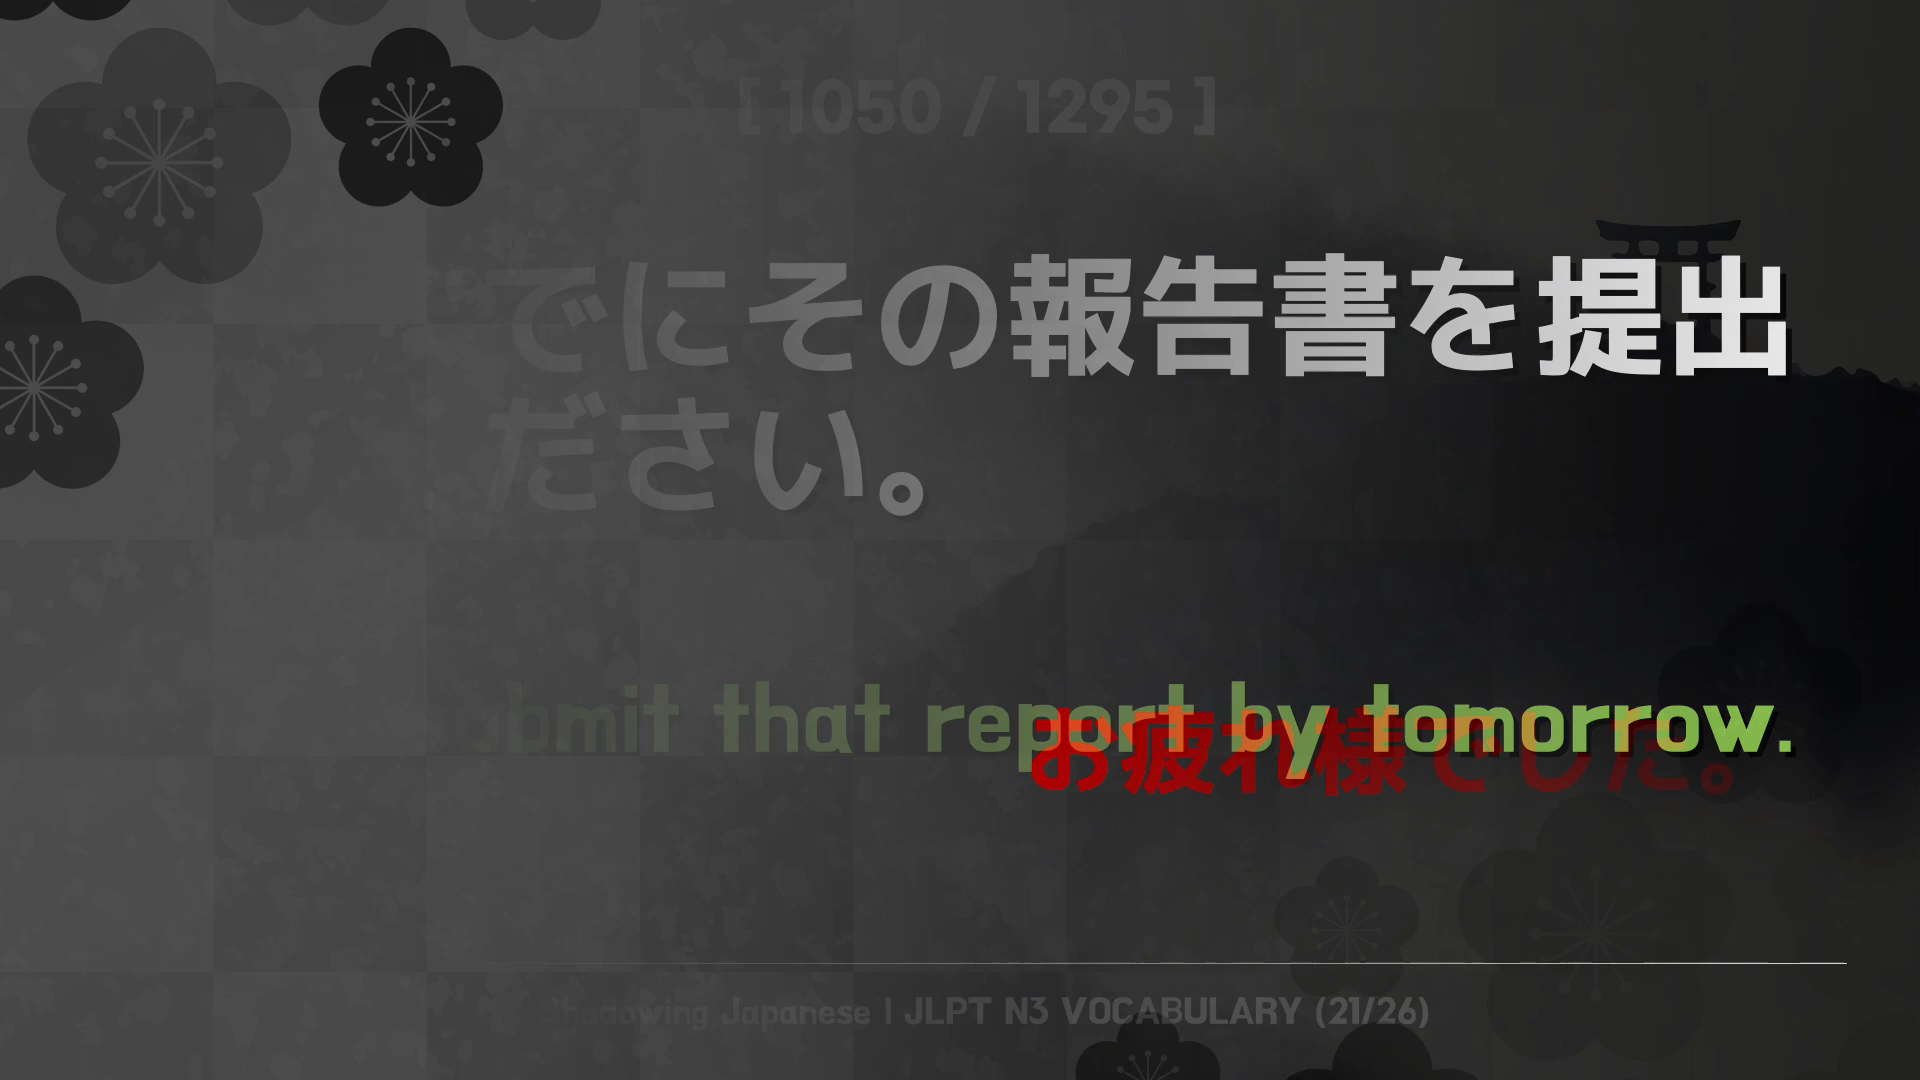 [ 1050 / 1295 ]
でにその報告書を提出
ださい。
bmit that report by tomorrow.
お疲れ様でした。
Shadowing Japanese | JLPT N3 VOCABULARY (21/26)